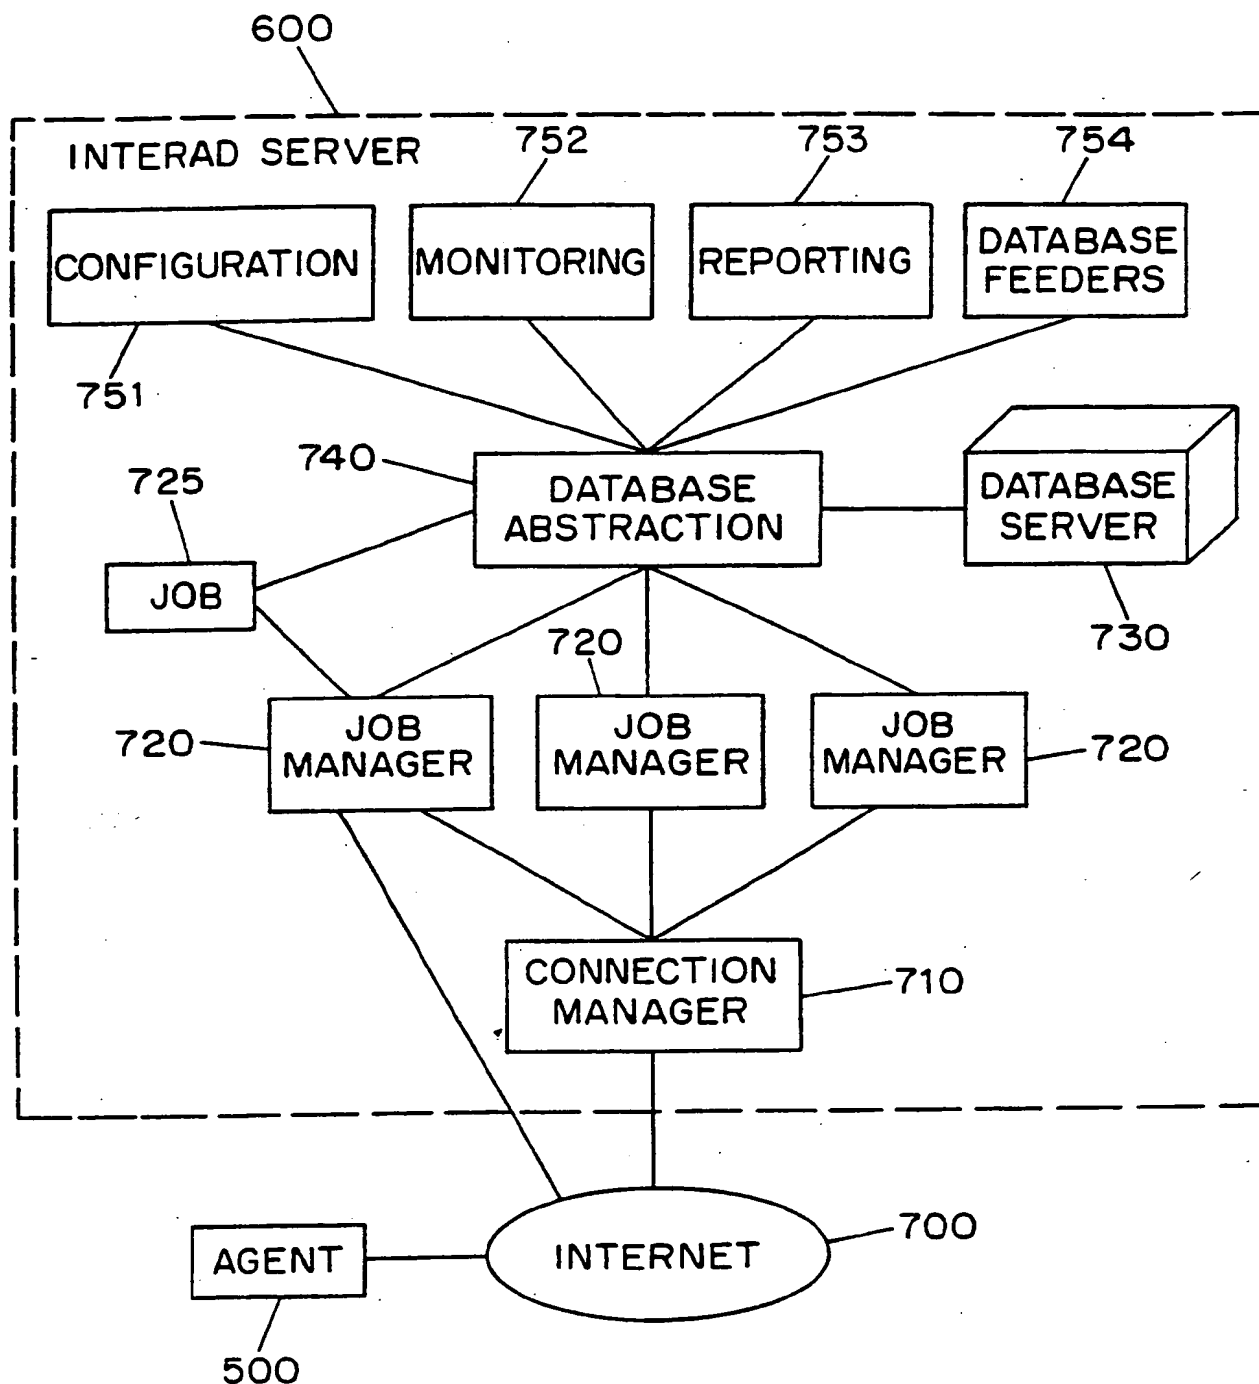 600
INTERAD SERVER
752
753
754
CONFIGURATION
MONITORING
REPORTING
DATABASE
FEEDERS
751
740
DATABASE
ABSTRACTION
DATABASE
SERVER
725
JOB
730
720
720
JOB
MANAGER
JOB
MANAGER
JOB
MANAGER
720
CONNECTION
MANAGER
710
AGENT
INTERNET
700
500